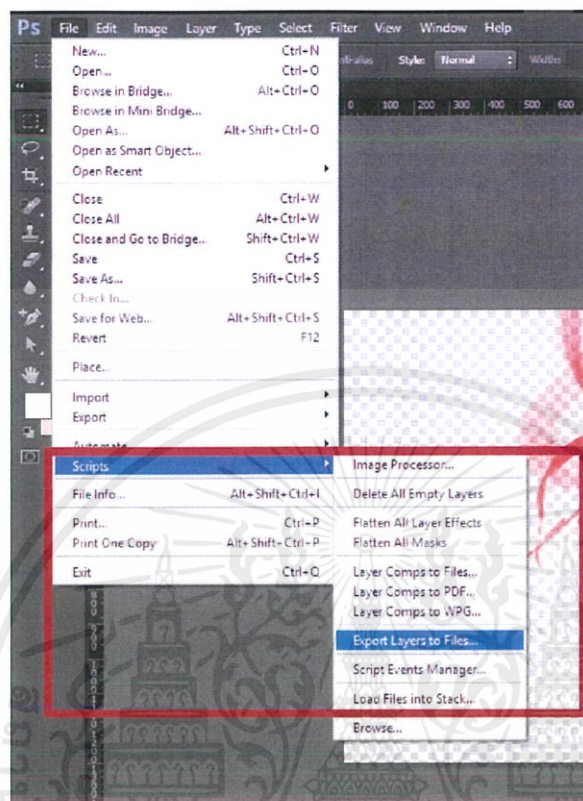 Ps File Edit Image Layer Type Select Filter View Window Help
New... Ctrl+N
Open... Ctrl+O
Browse in Bridge... Alt+Ctrl+O
Browse in Mini Bridge...
Open As... Alt+Shift+Ctrl+O
Open as Smart Object...
Open Recent
Close Ctrl+W
Close All Alt+Ctrl+W
Close and Go to Bridge... Shift+Ctrl+W
Save Ctrl+S
Save As... Shift+Ctrl+S
Check In...
Save for Web... Alt+Shift+Ctrl+S
Revert F12
Place...
Import
Export
Automate
Scripts
File Info... Alt+Shift+Ctrl+I
Print... Ctrl+P
Print One Copy Alt+Shift+Ctrl+P
Exit Ctrl+Q
Style: Normal Width:
0 100 200 300 400 500 600
Image Processor...
Delete All Empty Layers
Flatten All Layer Effects
Flatten All Masks
Layer Comps to Files...
Layer Comps to PDF...
Layer Comps to WPG...
Export Layers to Files...
Script Events Manager...
Load Files into Stack...
Browse...